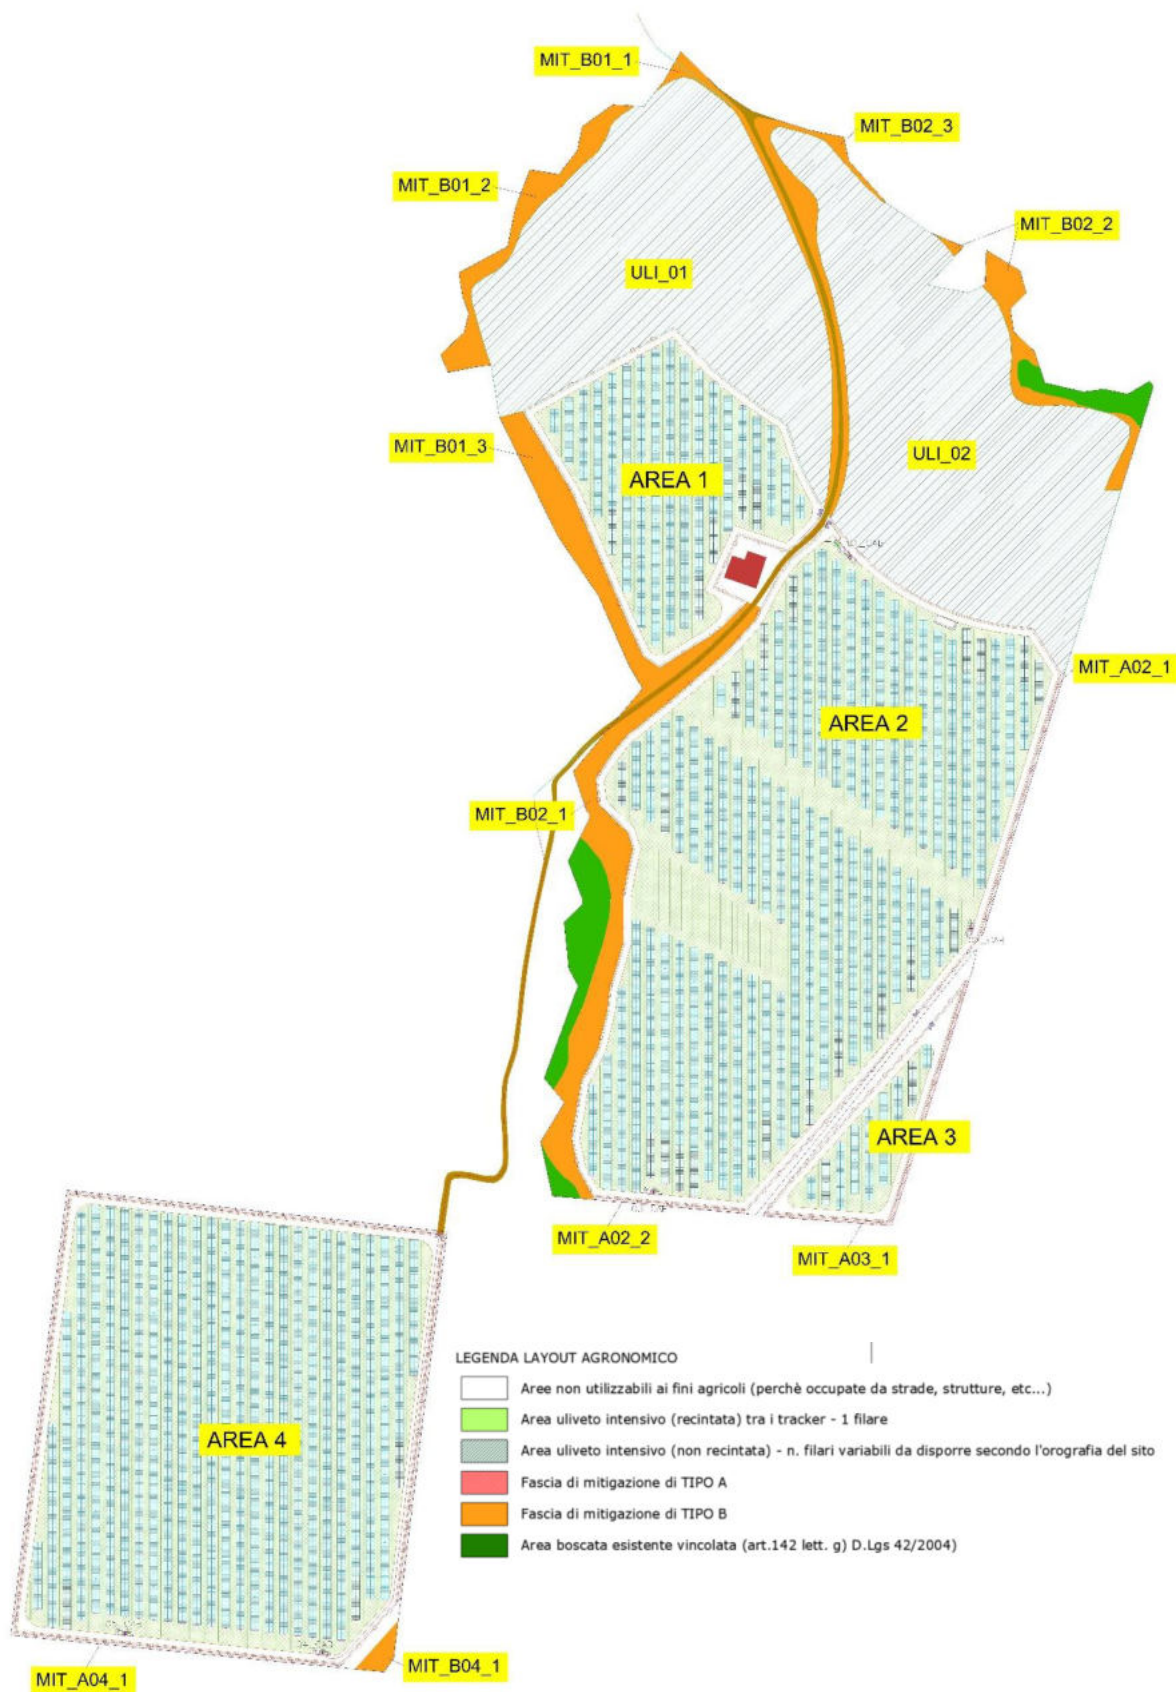 MIT_B01_1
MIT_B02_3
MIT_B01_2
MIT_B02_2
ULI_01
MIT_B01_3
ULI_02
AREA 1
MIT_A02_1
AREA 2
MIT_B02_1
AREA 3
MIT_A02_2
MIT_A03_1
LEGENDA LAYOUT AGRONOMICO
Aree non utilizzabili ai fini agricoli (perchè occupate da strade, strutture, etc...)
Area uliveto intensivo (recintata) tra i tracker - 1 filare
AREA 4
Area uliveto intensivo (non recintata) - n. filari variabili da disporre secondo l'orografia del sito
Fascia di mitigazione di TIPO A
Fascia di mitigazione di TIPO B
Area boscata esistente vincolata (art.142 lett. g) D.Lgs 42/2004)
MIT_B04_1
MIT_A04_1